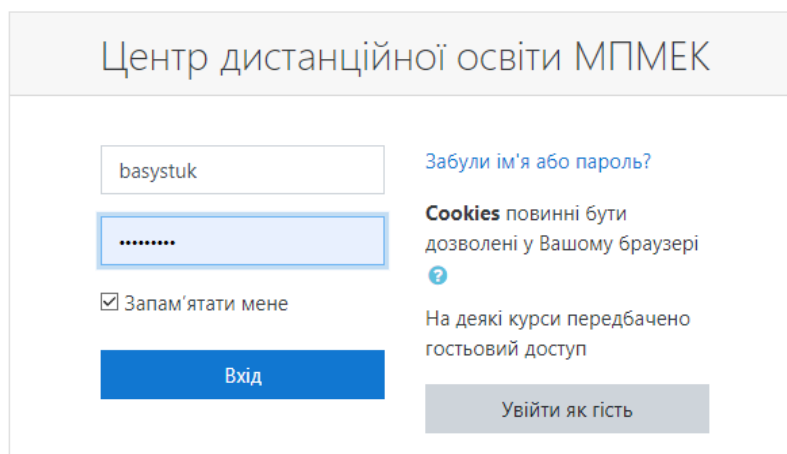 Центр дистанційної освіти МПМЕК
basystuk
•••••••••
Запам'ятати мене
Вхід
Забули ім'я або пароль?
Cookies повинні бути
дозволені у Вашому браузері
?
На деякі курси передбачено
гостьовий доступ
Увійти як гість